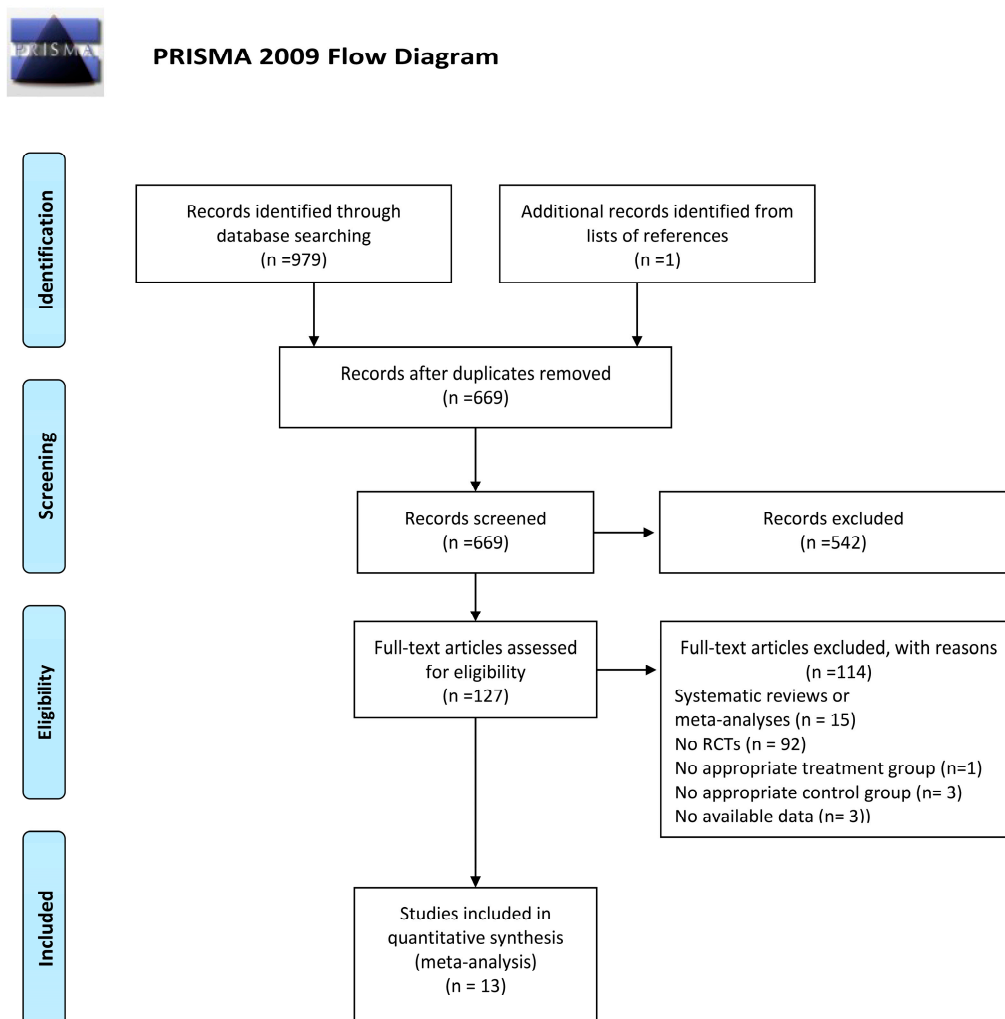 PRISMA
PRISMA 2009 Flow Diagram
Identification
Records identified through
database searching
(n =979)
Additional records identified from
lists of references
(n =1)
Records after duplicates removed
(n =669)
Screening
Records screened
(n =669)
Records excluded
(n =542)
Eligibility
Full-text articles assessed
for eligibility
(n =127)
Full-text articles excluded, with reasons
(n =114)
Systematic reviews or
meta-analyses (n = 15)
No RCTs (n = 92)
No appropriate treatment group (n=1)
No appropriate control group (n= 3)
No available data (n= 3))
Included
Studies included in
quantitative synthesis
(meta-analysis)
(n = 13)